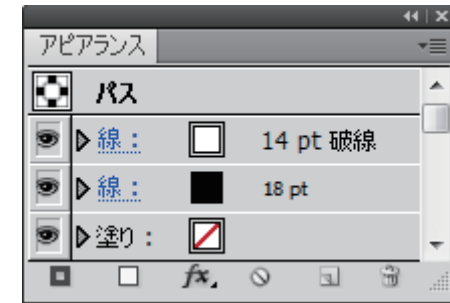 アピアランス
パス
線： 14 pt 破線
線： 18 pt
塗り：
fx.